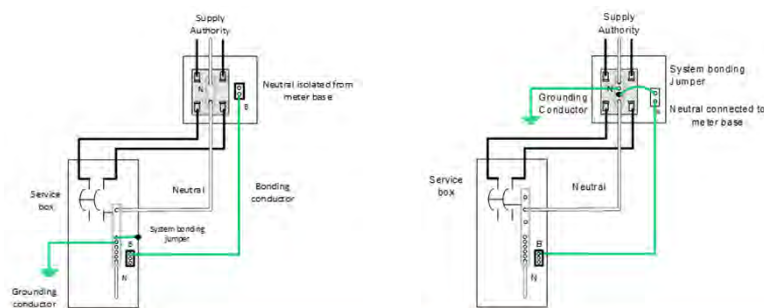 Supply
Authority
N
B
Neutral isolated from
meter base
Service
box
Neutral
Bonding
conductor
System bonding
jumper
B
N
Grounding
conductor
Supply
Authority
System bonding
Jumper
N
Grounding
Conductor
Neutral connected to
meter base
Service
box
Neutral
B
N